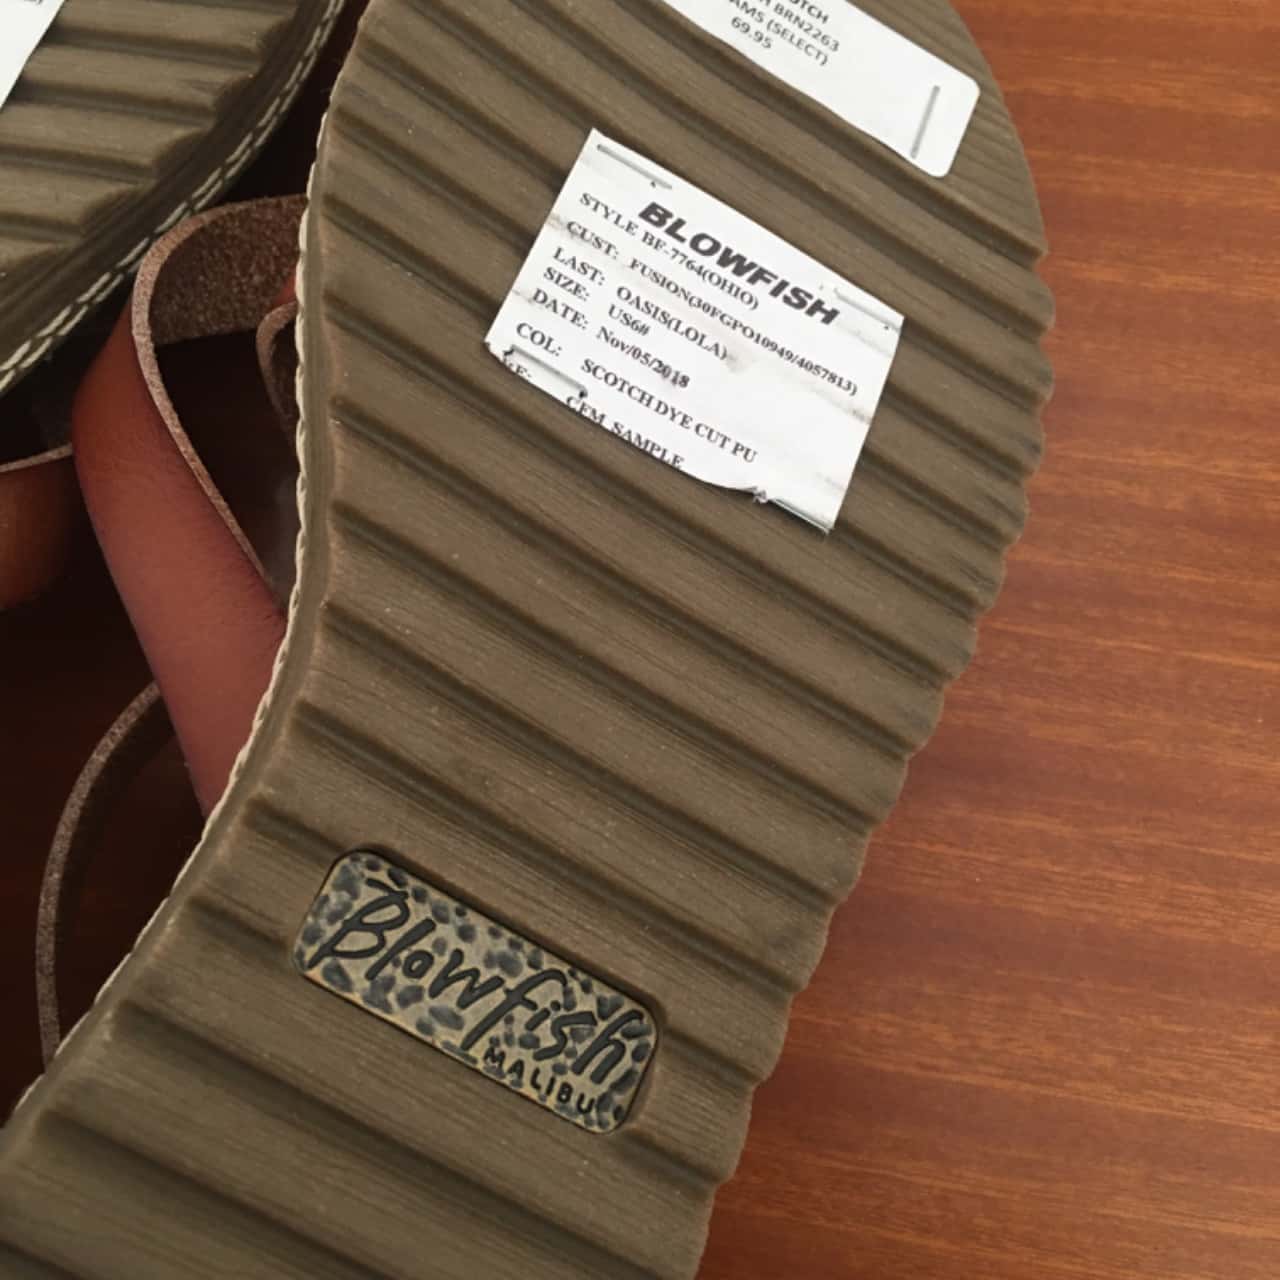 BRN2263
(SELECT)
69.95
BLOWFISH
STYLE BF-7764(OHIO)
CUST: FUSION(30FGPO10949/4057813)
LAST: OASIS(LOLA)
SIZE: US6#
DATE: Nov/05/2018
COL: SCOTCH DYE CUT PU
CFM SAMPLE
Blowfish
MALIBU